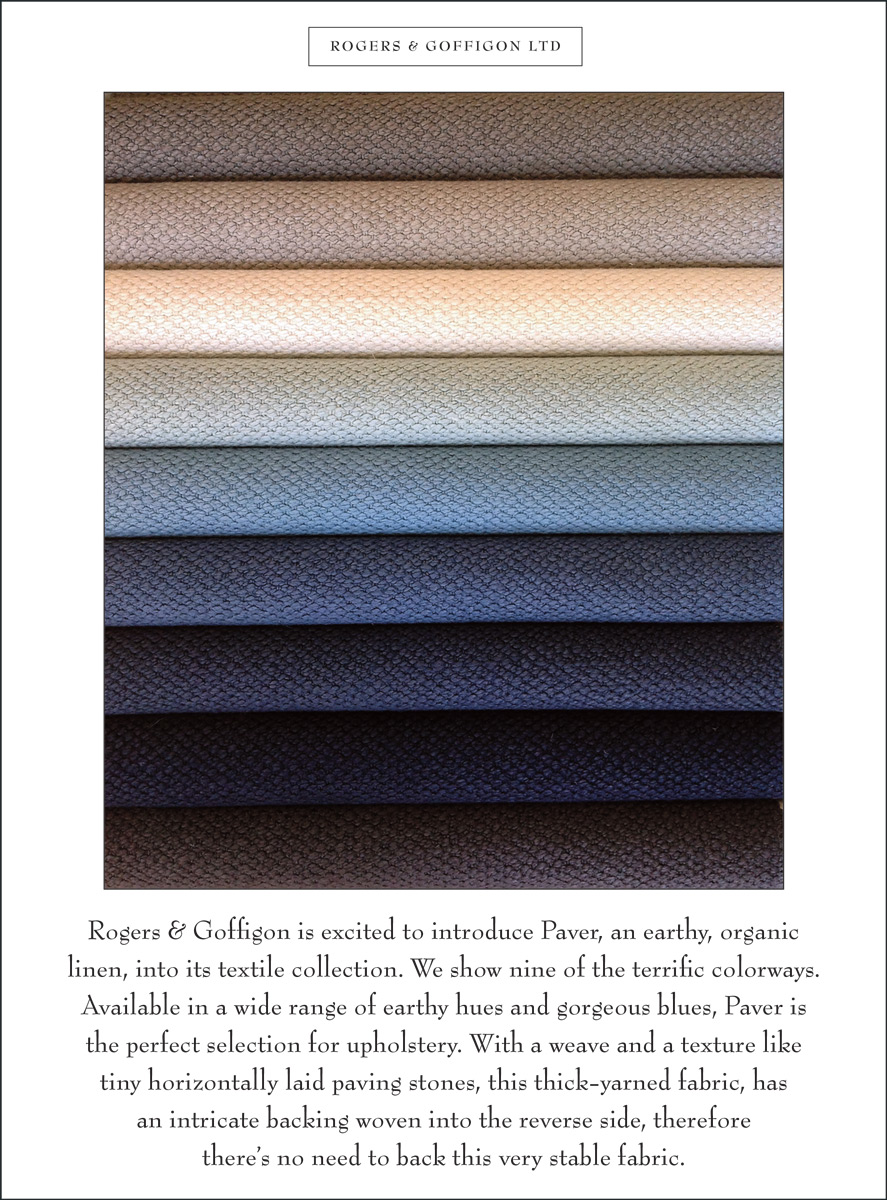 ROGERS & GOFFIGON LTD
Rogers & Goffigon is excited to introduce Paver, an earthy, organic
linen, into its textile collection. We show nine of the terrific colorways.
Available in a wide range of earthy hues and gorgeous blues, Paver is
the perfect selection for upholstery. With a weave and a texture like
tiny horizontally laid paving stones, this thick-yarned fabric, has
an intricate backing woven into the reverse side, therefore
there's no need to back this very stable fabric.